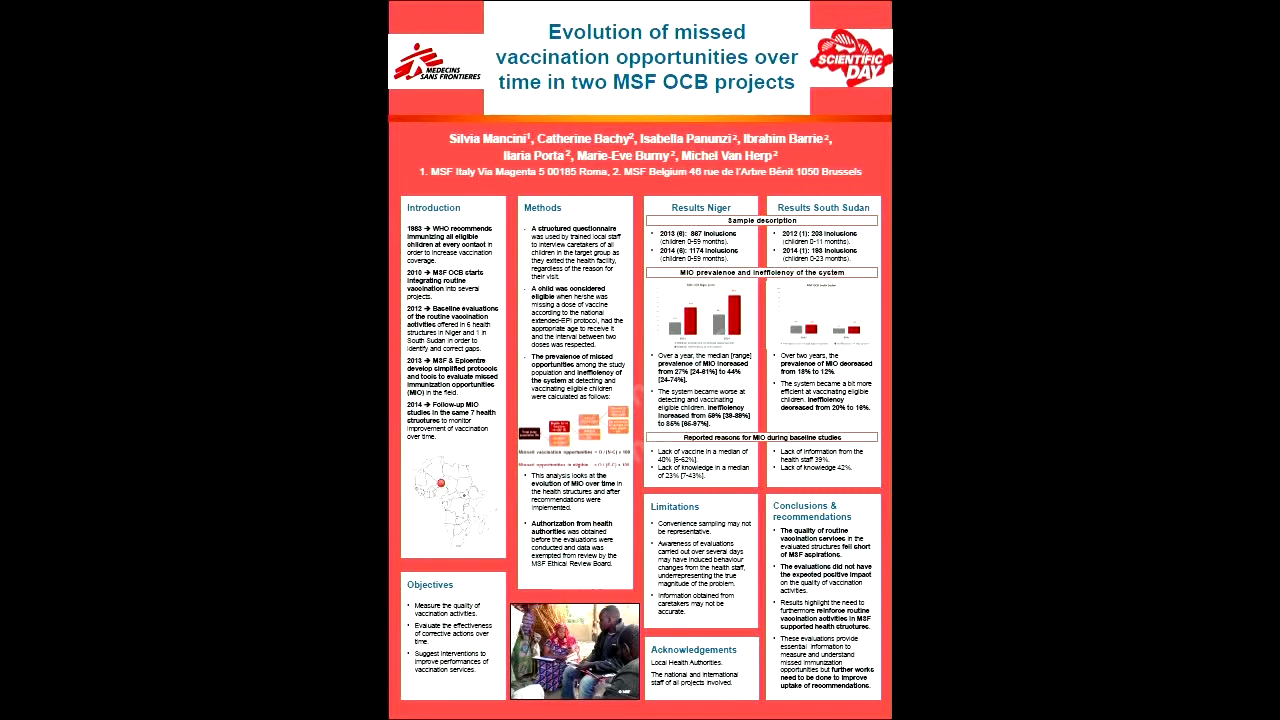 Evolution of missed
vaccination opportunities over
time in two MSF OCB projects
MEDECINS
SANS FRONTIERES
SCIENTIFIC
DAY
Silvia Mancini¹, Catherine Bachy², Isabella Panunzi², Ibrahim Barrie²,
Ilaria Porta², Marie-Eve Burny², Michel Van Herp²
1. MSF Italy Via Magenta 5 00185 Roma, 2. MSF Belgium 46 rue de l'Arbre Bénit 1050 Brussels
Introduction
1983 → WHO recommends
immunizing all eligible
children at every contact in
order to increase vaccination
coverage.
2010 → MSF OCB starts
integrating routine
vaccination into several
projects.
2012 → Baseline evaluations
of the routine vaccination
activities offered in 6 health
structures in Niger and 1 in
South Sudan in order to
identify and correct gaps.
2013 → MSF & Epicentre
develop simplified protocols
and tools to evaluate missed
immunization opportunities
(MIO) in the field.
2014 → Follow-up MIO
studies in the same 7 health
structures to monitor
improvement of vaccination
over time.
Objectives
• Measure the quality of
vaccination activities.
• Evaluate the effectiveness
of corrective actions over
time.
• Suggest interventions to
improve performances of
vaccination services.
Methods
- A structured questionnaire
was used by trained local staff
to interview caretakers of all
children in the target group as
they exited the health facility,
regardless of the reason for
their visit.
- A child was considered
eligible when he/she was
missing a dose of vaccine
according to the national
extended-EPI protocol, had the
appropriate age to receive it
and the interval between two
doses was respected.
- The prevalence of missed
opportunities among the study
population and inefficiency of
the system at detecting and
vaccinating eligible children
were calculated as follows:
Missed vaccination opportunities = O / (N-C) x 100
Missed opportunities in eligible = O / (E-C) x 100
• This analysis looks at the
evolution of MIO over time in
the health structures and after
recommendations were
implemented.
• Authorization from health
authorities was obtained
before the evaluations were
conducted and data was
exempted from review by the
MSF Ethical Review Board.
© MSF
Results Niger
Results South Sudan
Sample description
• 2013 (6): 867 inclusions
(children 0-59 months).
• 2014 (6): 1174 inclusions
(children 0-59 months).
• 2012 (1): 203 inclusions
(children 0-11 months).
• 2014 (1): 193 inclusions
(children 0-23 months).
MIO prevalence and inefficiency of the system
• Over a year, the median [range]
prevalence of MIO increased
from 27% [24-61%] to 44%
[24-74%].
• The system became worse at
detecting and vaccinating
eligible children. Inefficiency
increased from 59% [38-89%]
to 85% [66-97%].
• Over two years, the
prevalence of MIO decreased
from 18% to 12%.
• The system became a bit more
efficient at vaccinating eligible
children. Inefficiency
decreased from 20% to 16%.
Reported reasons for MIO during baseline studies
• Lack of vaccine in a median of
40% [6-62%].
• Lack of knowledge in a median
of 23% [7-43%].
• Lack of information from the
health staff 39%.
• Lack of knowledge 42%.
Limitations
• Convenience sampling may not
be representative.
• Awareness of evaluations
carried out over several days
may have induced behaviour
changes from the health staff,
underrepresenting the true
magnitude of the problem.
• Information obtained from
caretakers may not be
accurate.
Acknowledgements
Local Health Authorities.
The national and international
staff of all projects involved.
Conclusions &
recommendations
• The quality of routine
vaccination services in the
evaluated structures fell short
of MSF aspirations.
• The evaluations did not have
the expected positive impact
on the quality of vaccination
activities.
• Results highlight the need to
furthermore reinforce routine
vaccination activities in MSF
supported health structures.
• These evaluations provide
essential information to
measure and understand
missed immunization
opportunities but further works
need to be done to improve
uptake of recommendations.